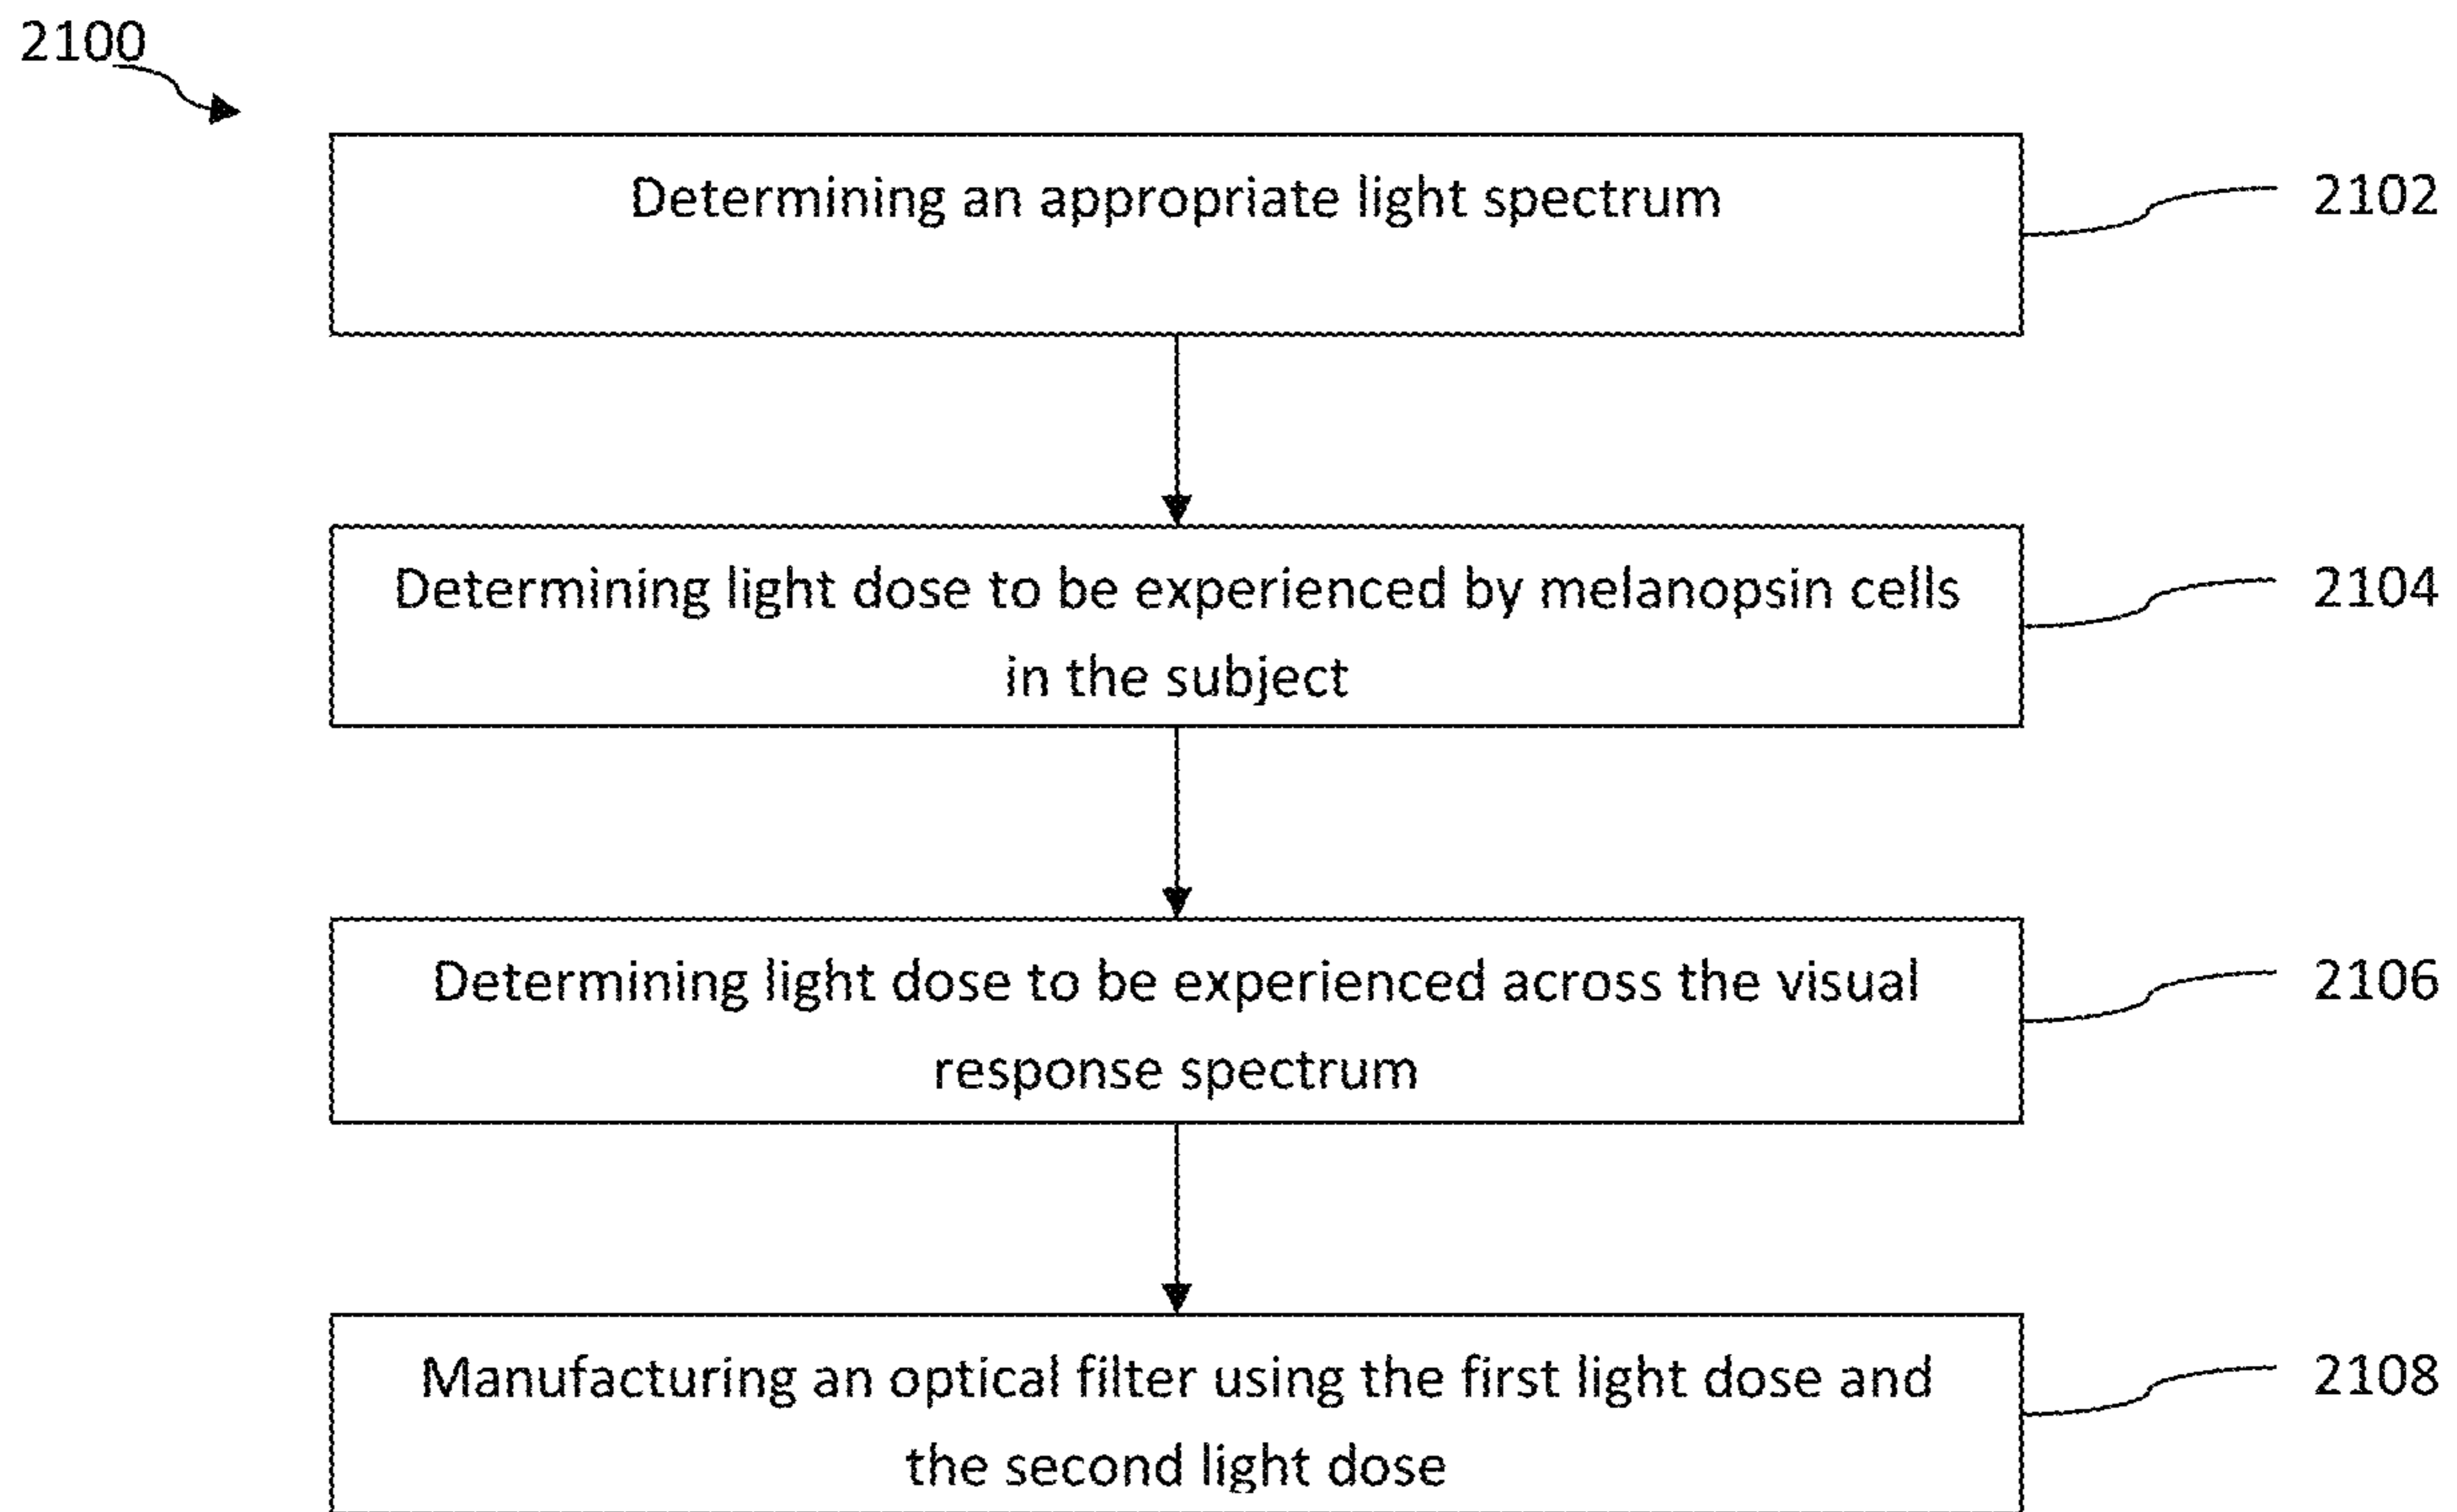 2100
Determining an appropriate light spectrum
2102
Determining light dose to be experienced by melanopsin cells
in the subject
2104
Determining light dose to be experienced across the visual
response spectrum
2106
Manufacturing an optical filter using the first light dose and
the second light dose
2108